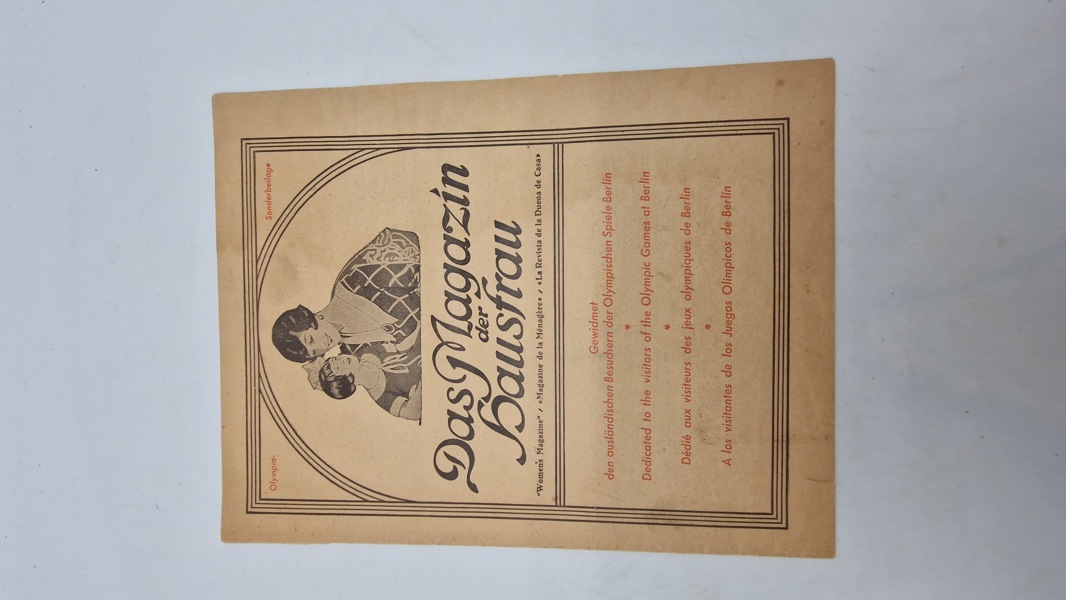 Olympia-
Sonderbeilage
Das Magazin
der
Hausfrau
"Women's Magazine" / «Magazine de la Ménagère» / «La Revista de la Duena de Casa»
Gewidmet
den ausländischen Besuchern der Olympischen Spiele Berlin
*
Dedicated to the visitors of the Olympic Games at Berlin
*
Dédié aux visiteurs des jeux olympiques de Berlin
*
A los visitantes de los Juegos Olimpicos de Berlin